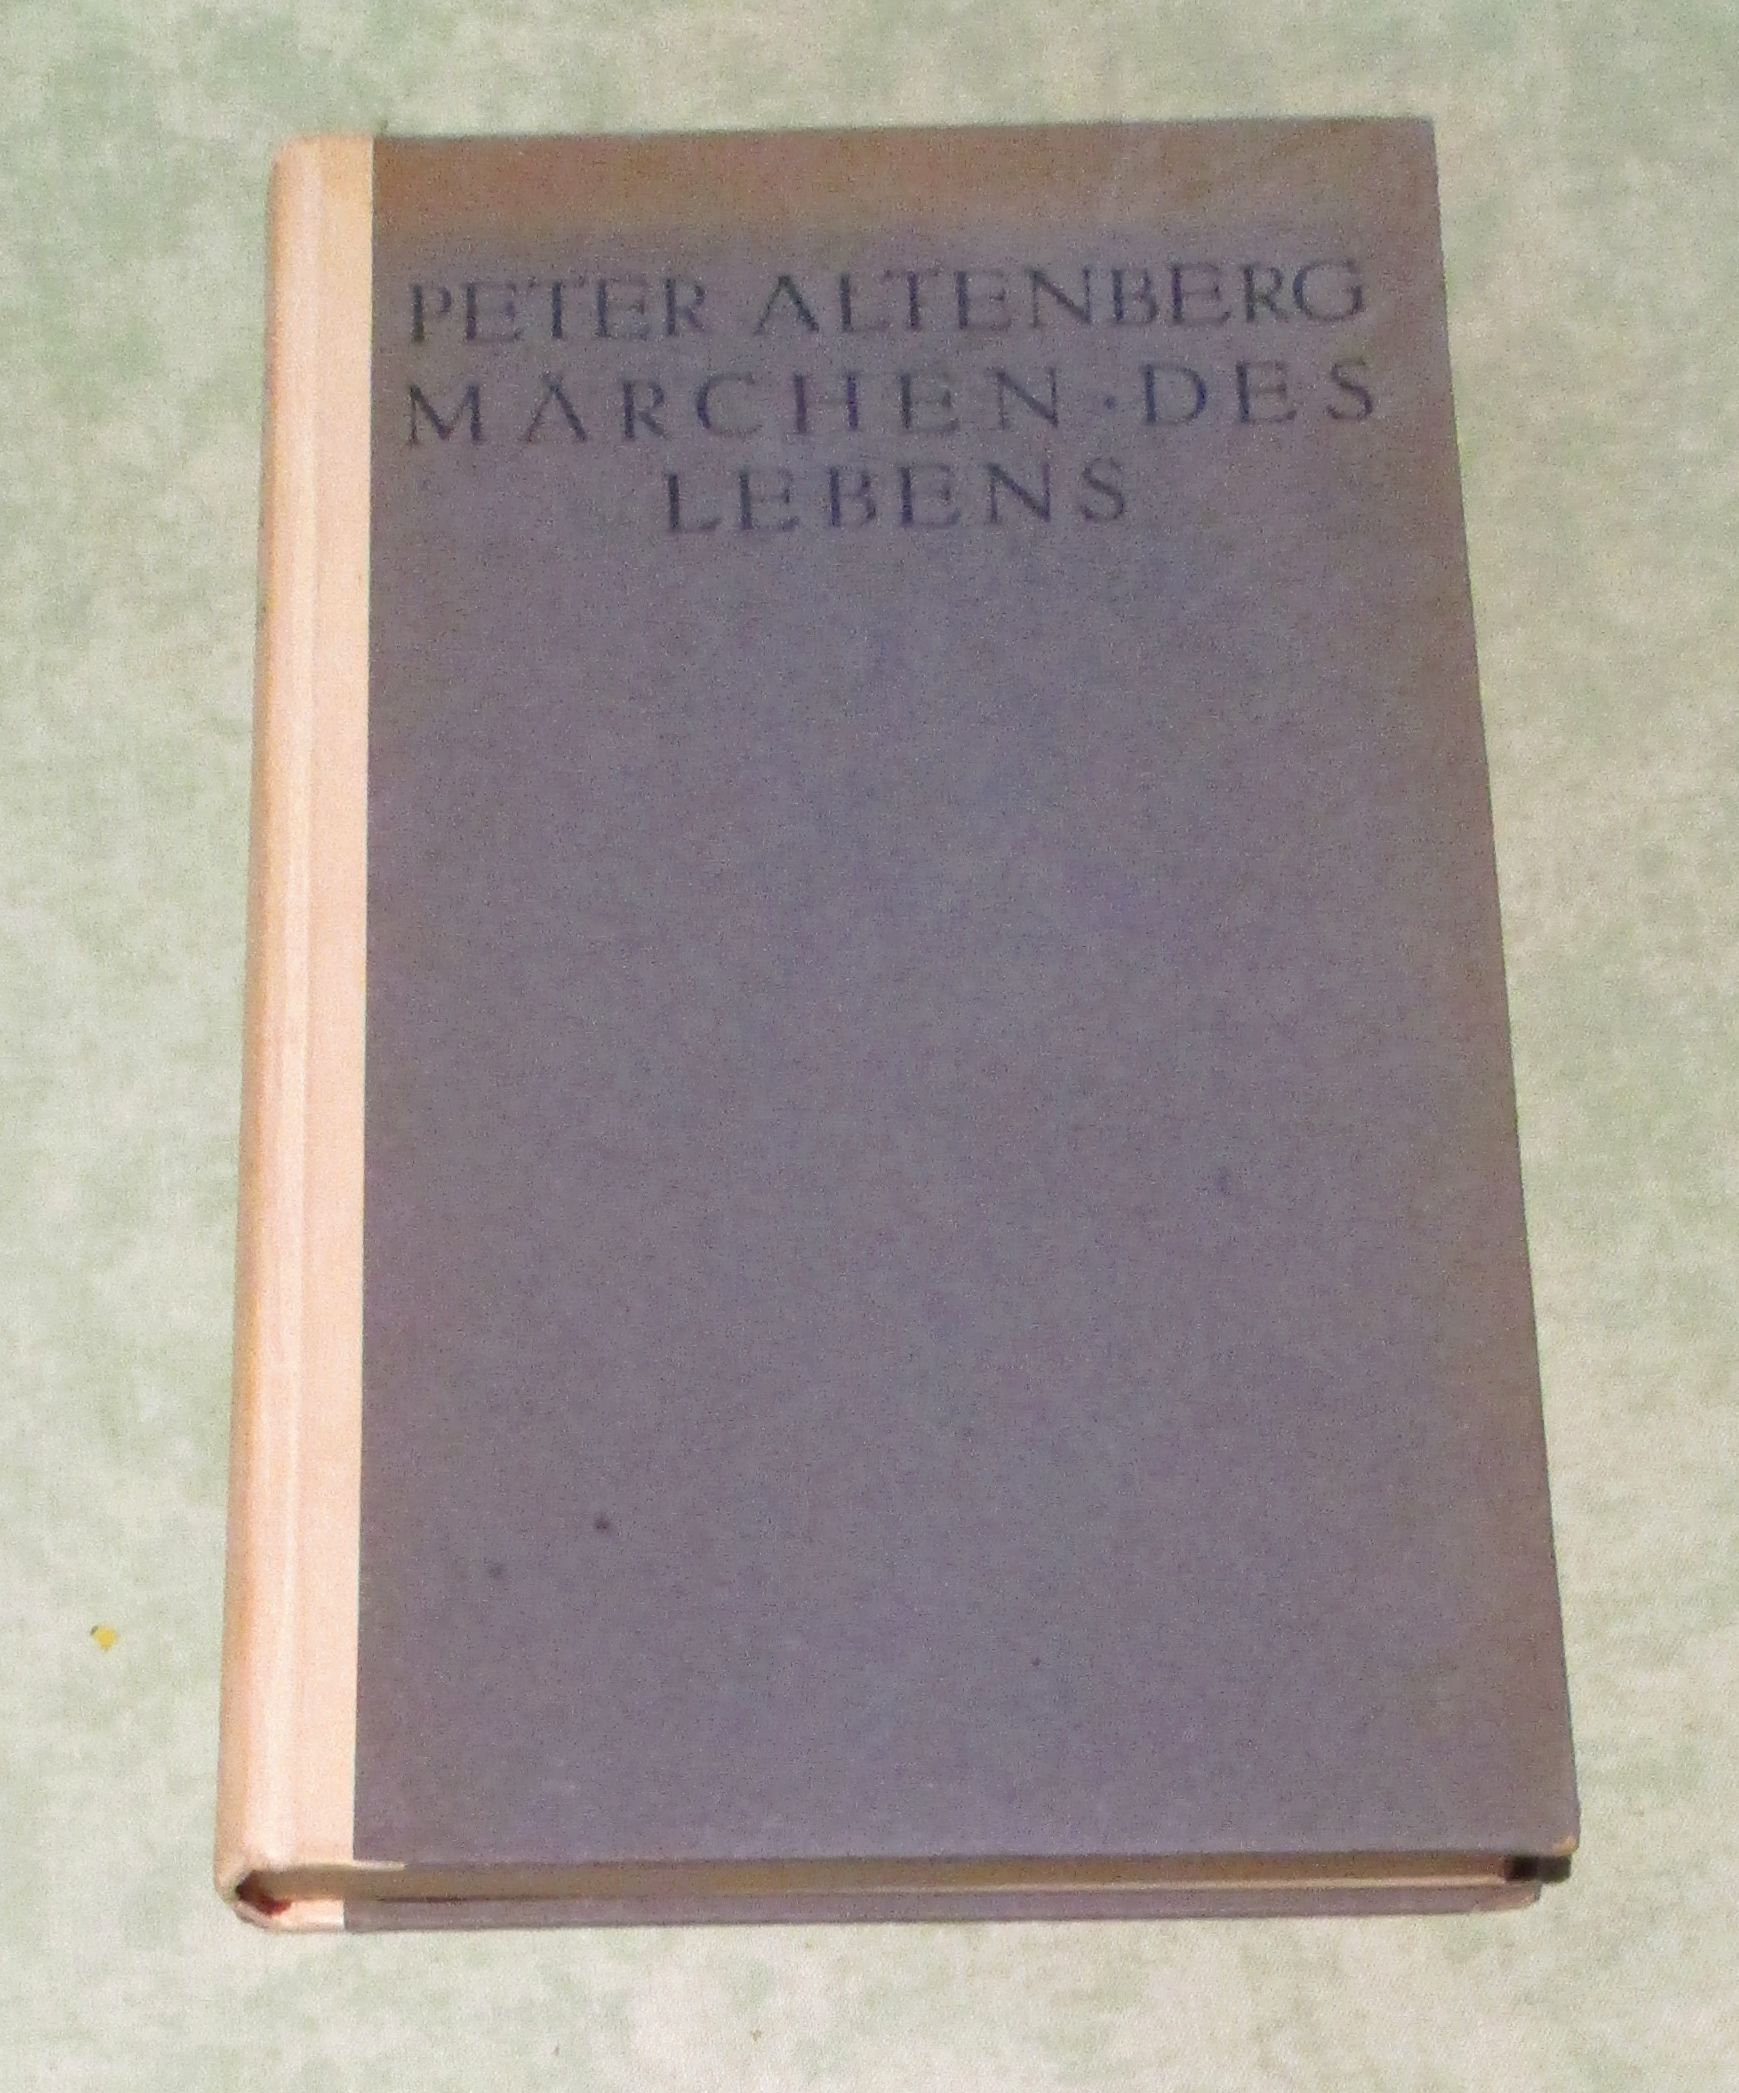 PETER ALTENBERG
MÄRCHEN · DES
LEBENS